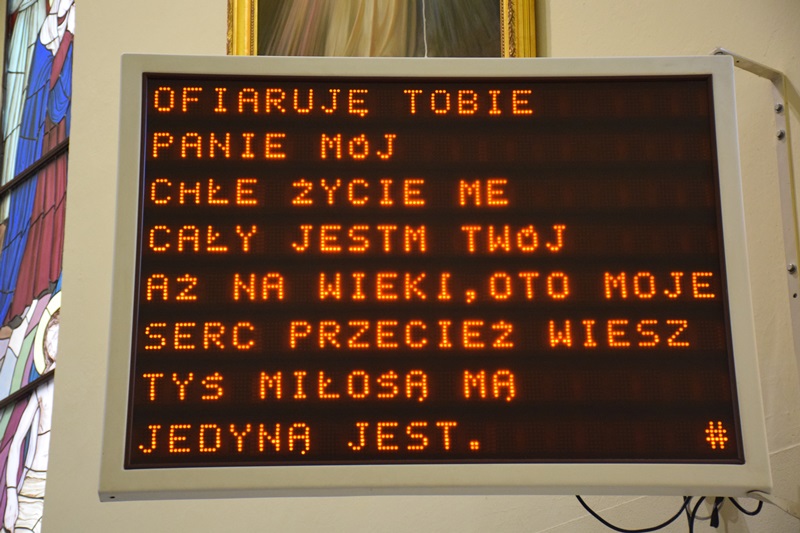 OFIARUJĘ TOBIE
PANIE MÓJ
CHŁE ŻYCIE ME
CAŁY JESTM TWÓJ
AŻ NA WIEKI,OTO MOJE
SERC PRZECIEŻ WIESZ
TYŚ MIŁOŚĄ MĄ
JEDYNĄ JEST. #